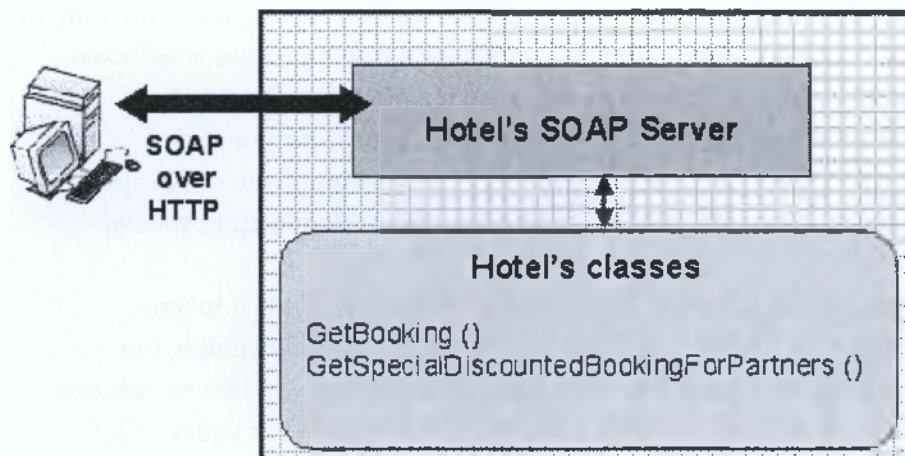 Hotel's SOAP Server
SOAP
over
HTTP
Hotel's classes
GetBooking ()
GetSpecialDiscountedBookingForPartners ()